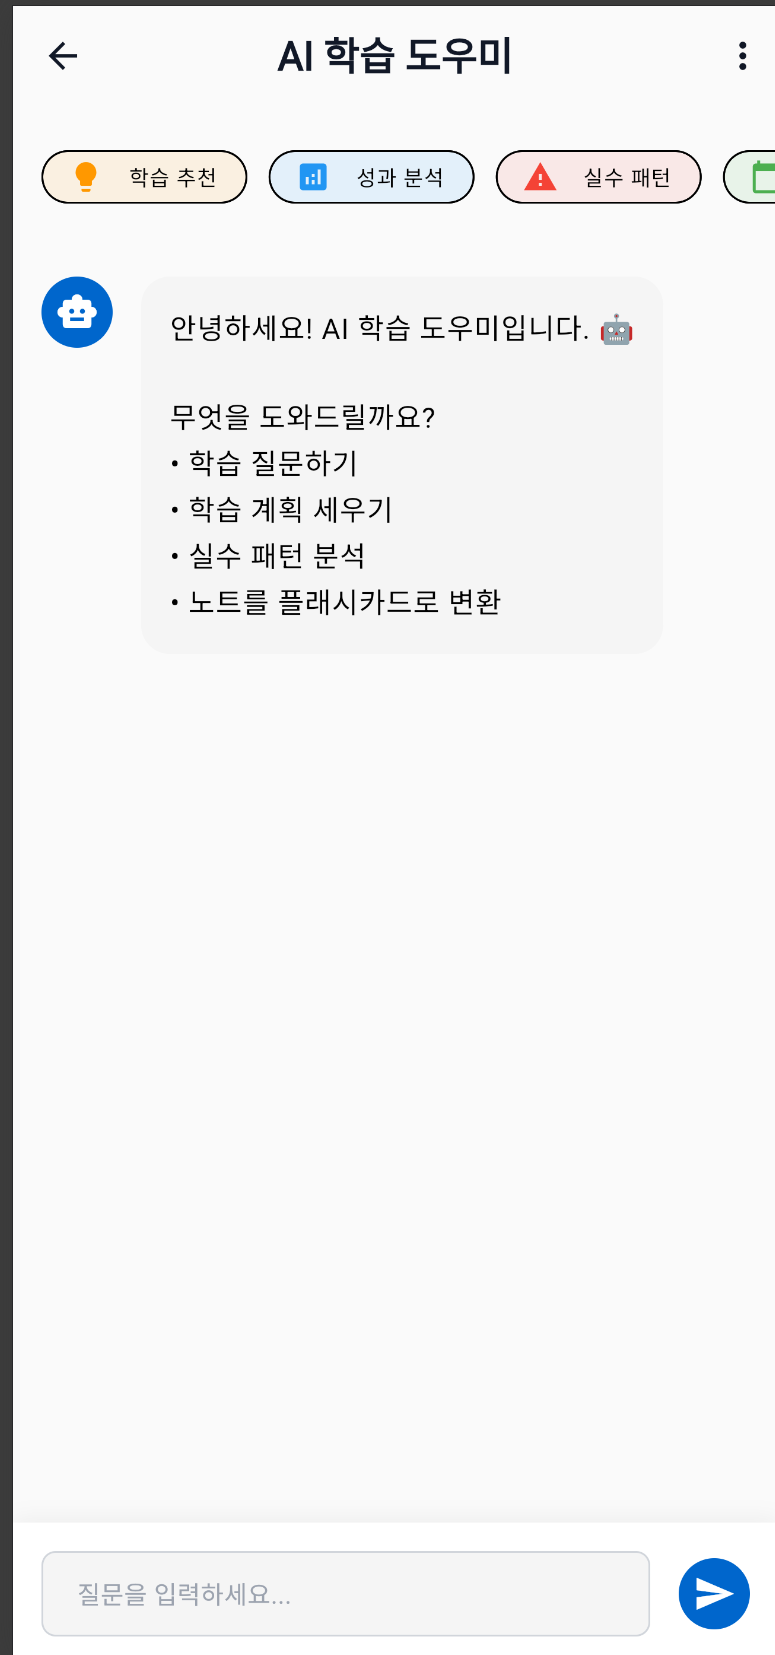 AI 학습 도우미
학습 추천
성과 분석
실수 패턴
안녕하세요! AI 학습 도우미입니다. 🤖
무엇을 도와드릴까요?
• 학습 질문하기
• 학습 계획 세우기
• 실수 패턴 분석
• 노트를 플래시카드로 변환
질문을 입력하세요...